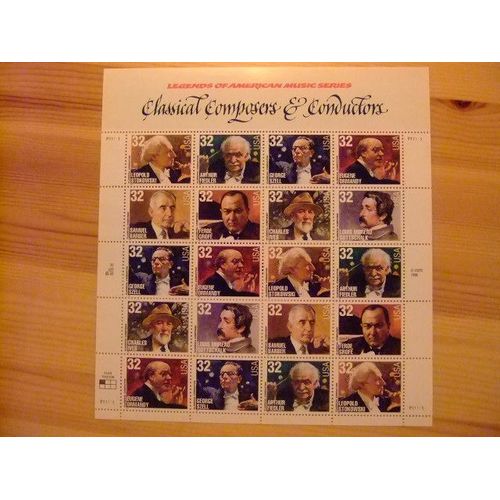 LEGENDS OF AMERICAN MUSIC SERIES
Classical Composers & Conductors
32 USA LEOPOLD STOKOWSKI
32 USA ARTHUR FIEDLER
32 USA GEORGE SZELL
32 USA EUGENE ORMANDY
32 USA SAMUEL BARBER
32 USA FERDE GROFÉ
32 USA CHARLES IVES
32 USA LOUIS MOREAU GOTTSCHALK
32 USA GEORGE SZELL
32 USA EUGENE ORMANDY
32 USA LEOPOLD STOKOWSKI
32 USA ARTHUR FIEDLER
32 USA CHARLES IVES
32 USA LOUIS MOREAU GOTTSCHALK
32 USA SAMUEL BARBER
32 USA FERDE GROFÉ
32 USA EUGENE ORMANDY
32 USA GEORGE SZELL
32 USA ARTHUR FIEDLER
32 USA LEOPOLD STOKOWSKI